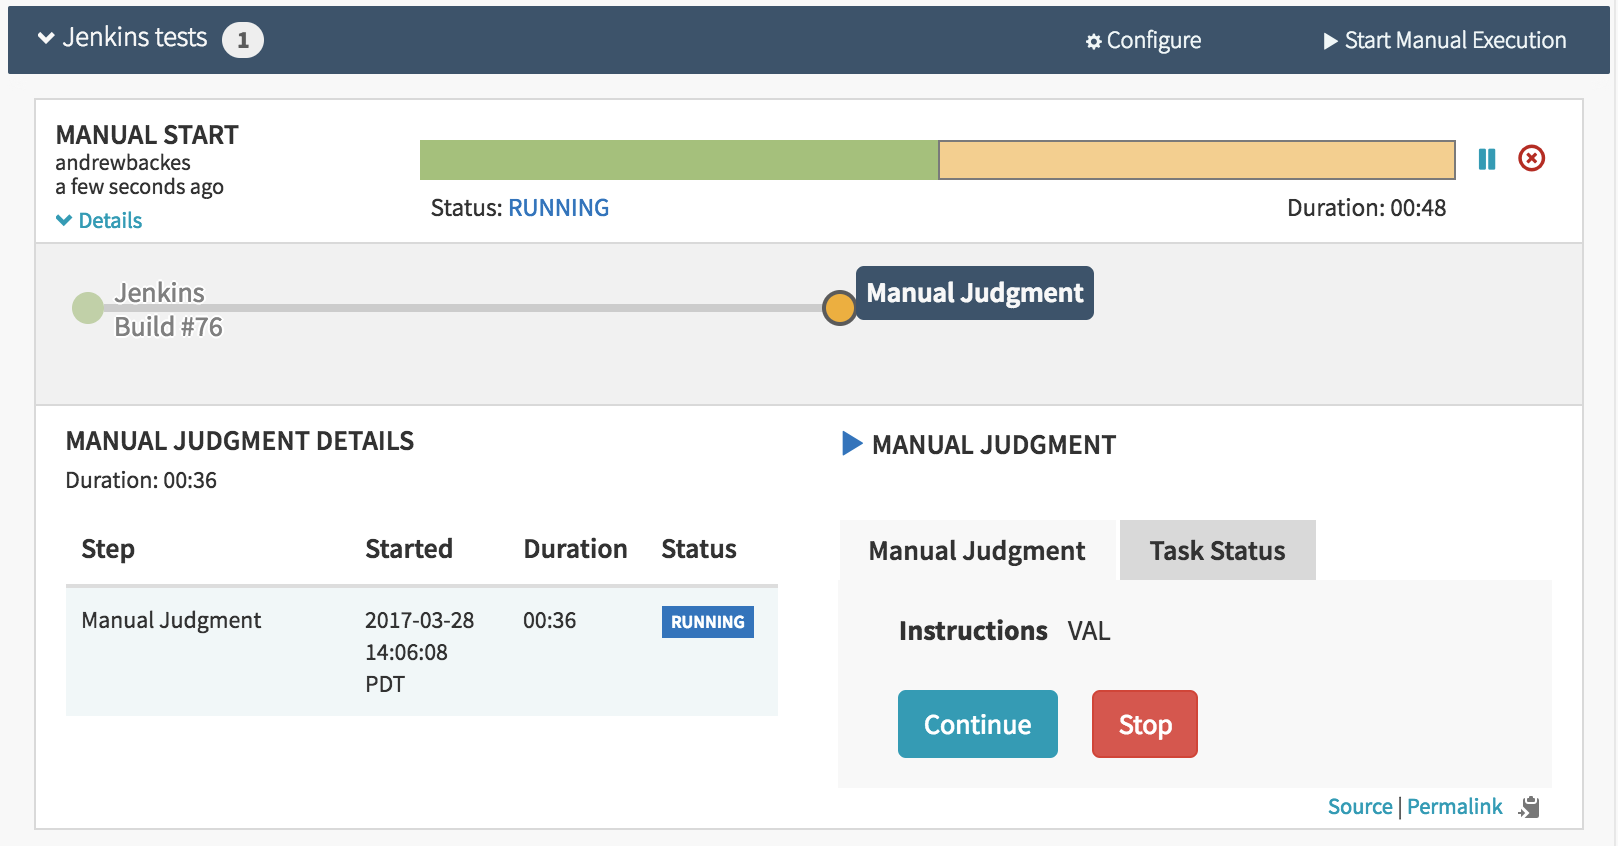 Jenkins tests 1 Configure Start Manual Execution
MANUAL START
andrewbackes
a few seconds ago
Details
Status: RUNNING Duration: 00:48
Jenkins
Build #76
Manual Judgment
MANUAL JUDGMENT DETAILS
Duration: 00:36
Step Started Duration Status
Manual Judgment 2017-03-28 00:36 RUNNING
14:06:08
PDT
MANUAL JUDGMENT
Manual Judgment Task Status
Instructions VAL
Continue Stop
Source | Permalink